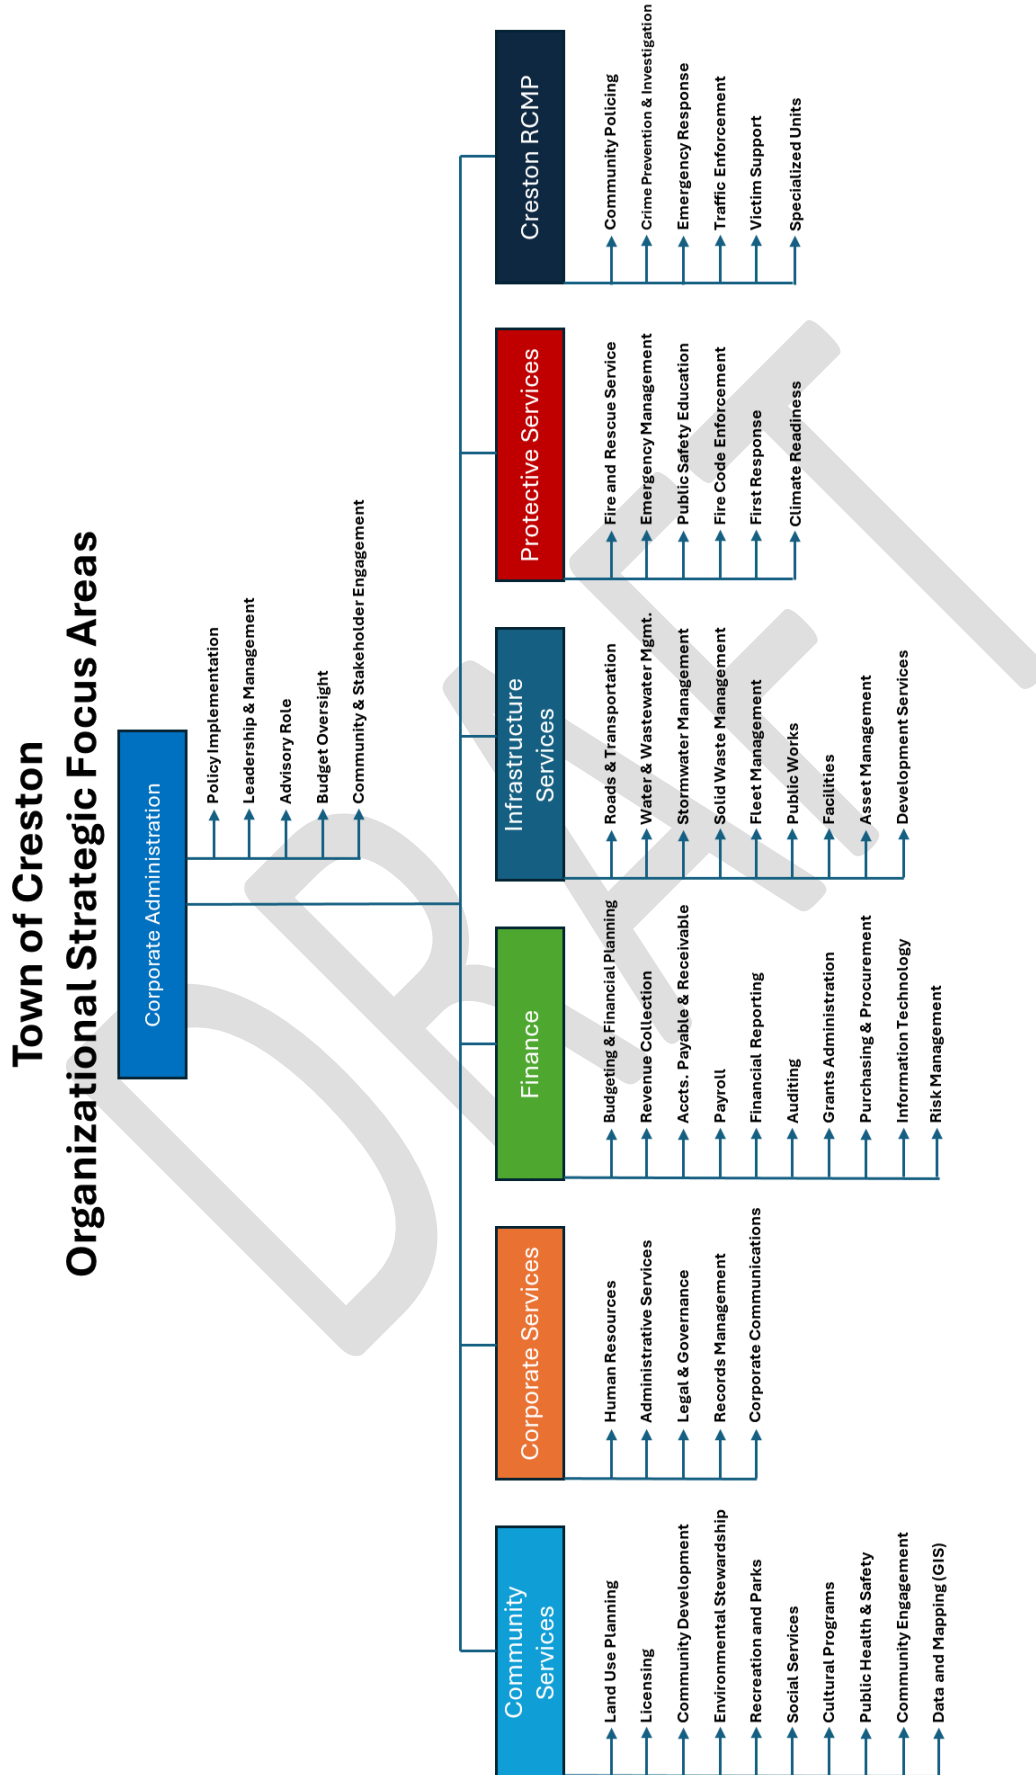 Town of Creston
Organizational Strategic Focus Areas
Corporate Administration
Policy Implementation
Leadership & Management
Advisory Role
Budget Oversight
Community & Stakeholder Engagement
Community
Services
Land Use Planning
Licensing
Community Development
Environmental Stewardship
Recreation and Parks
Social Services
Cultural Programs
Public Health & Safety
Community Engagement
Data and Mapping (GIS)
Corporate Services
Human Resources
Administrative Services
Legal & Governance
Records Management
Corporate Communications
Finance
Budgeting & Financial Planning
Revenue Collection
Accts. Payable & Receivable
Payroll
Financial Reporting
Auditing
Grants Administration
Purchasing & Procurement
Information Technology
Risk Management
Infrastructure
Services
Roads & Transportation
Water & Wastewater Mgmt.
Stormwater Management
Solid Waste Management
Fleet Management
Public Works
Facilities
Asset Management
Development Services
Protective Services
Fire and Rescue Service
Emergency Management
Public Safety Education
Fire Code Enforcement
First Response
Climate Readiness
Creston RCMP
Community Policing
Crime Prevention & Investigation
Emergency Response
Traffic Enforcement
Victim Support
Specialized Units
DRAFT